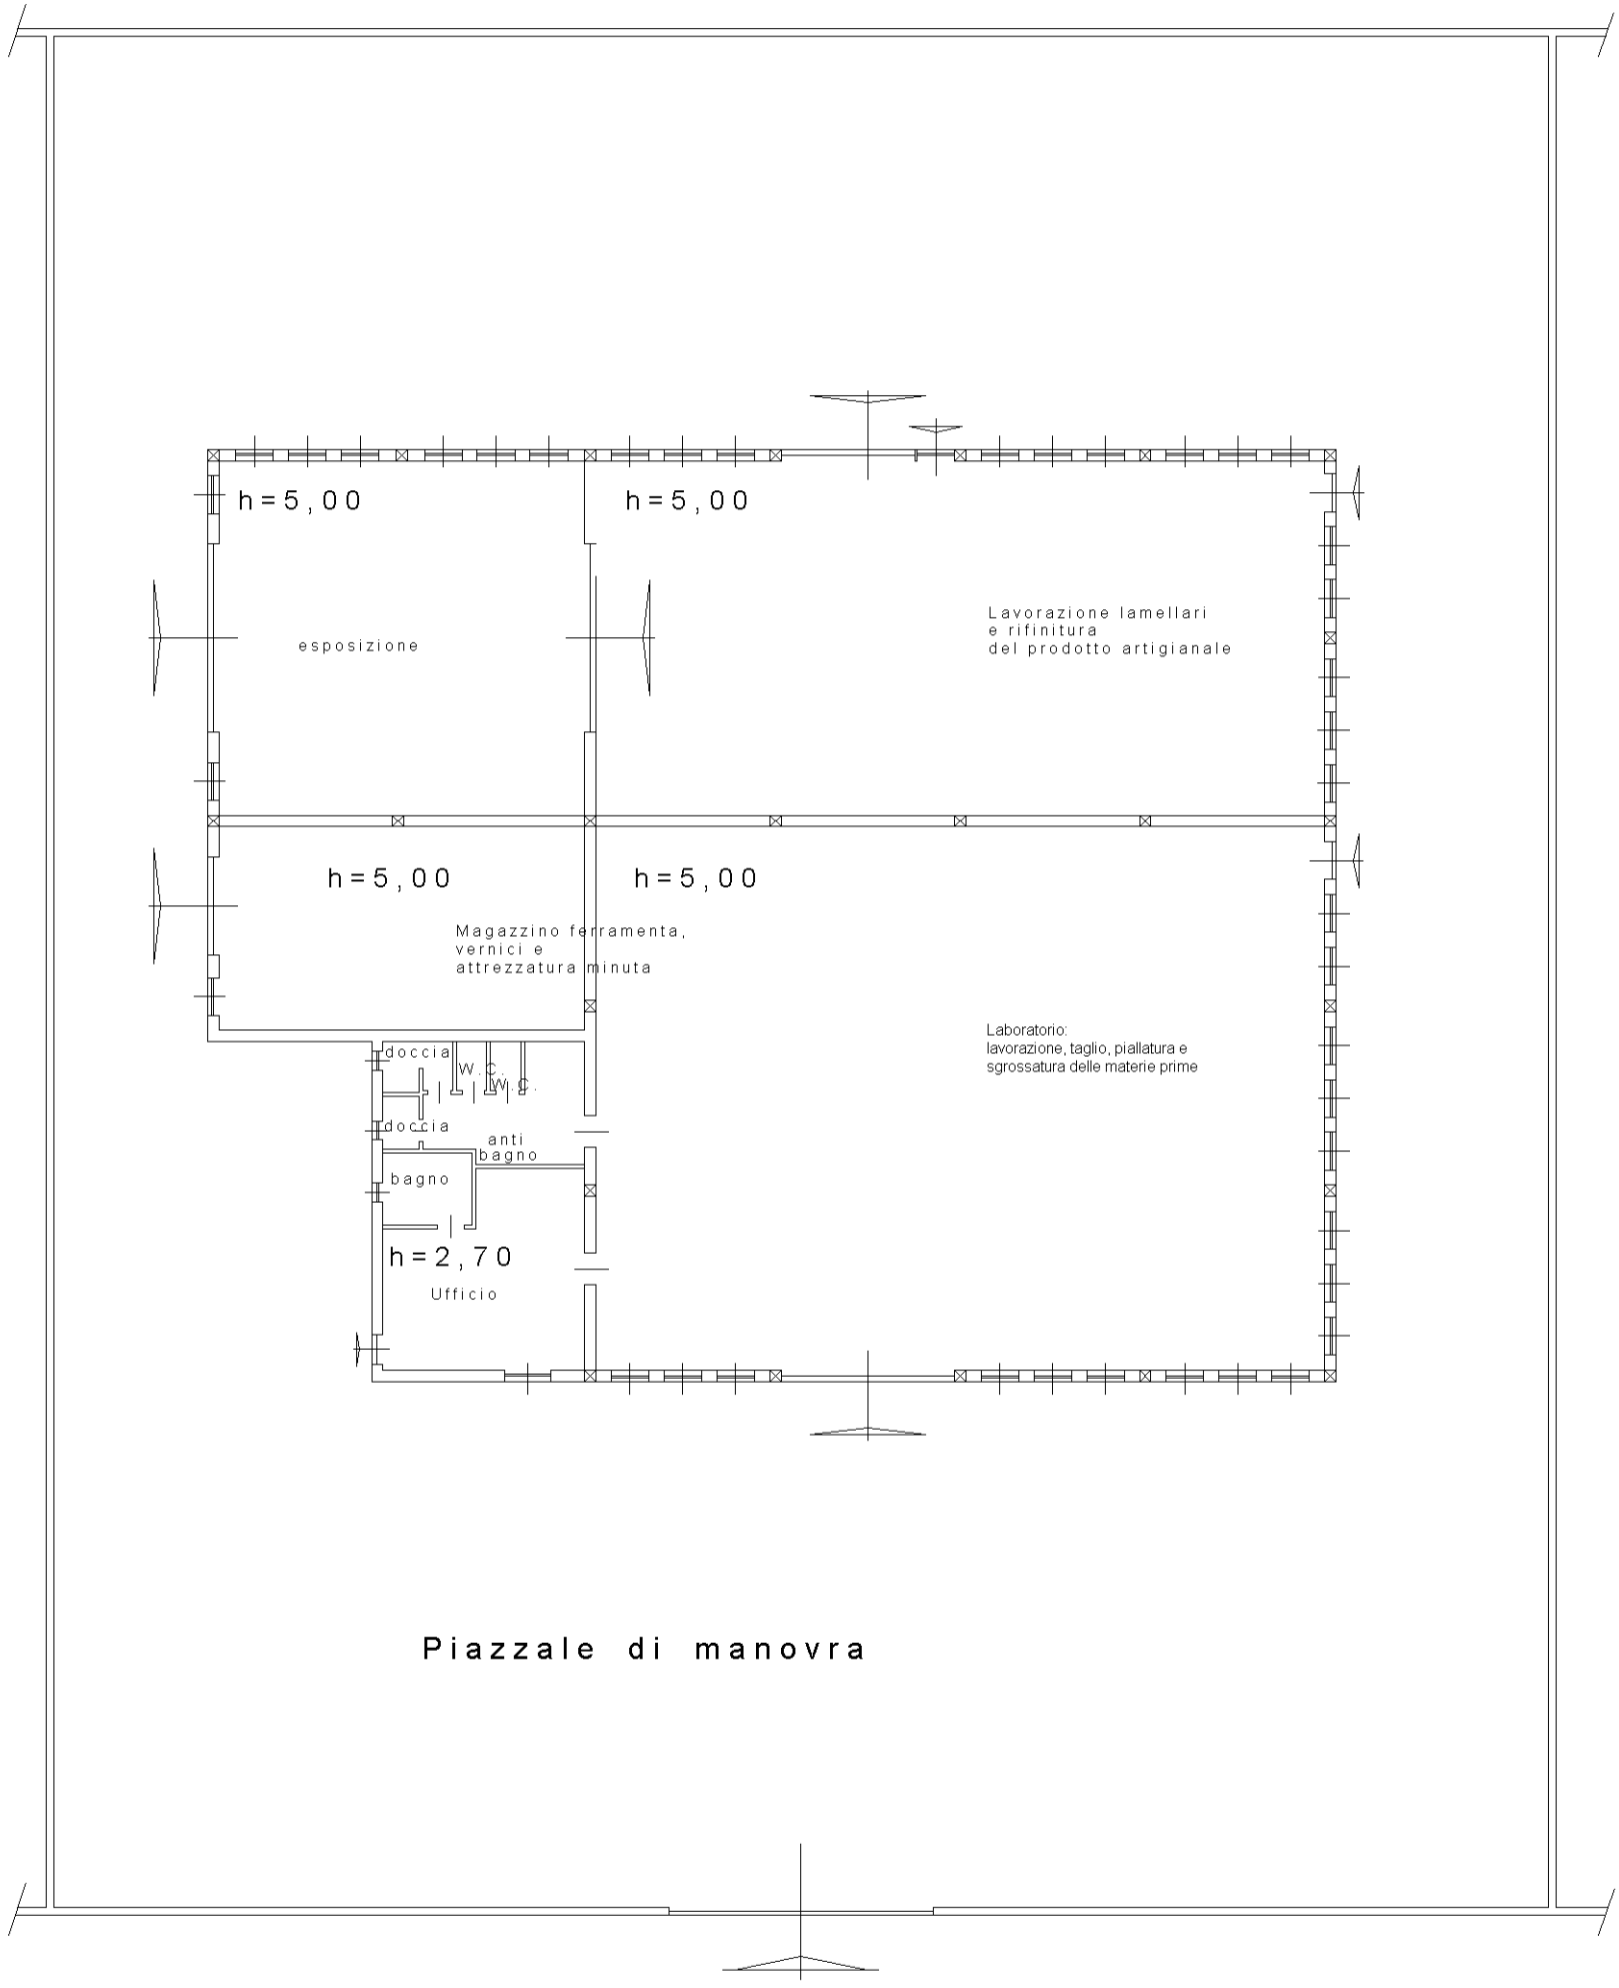 h=5,00
h=5,00
Lavorazione lamellari
e rifinitura
del prodotto artigianale
esposizione
h=5,00
h=5,00
Magazzino ferramenta,
vernici e
attrezzatura minuta
Laboratorio:
lavorazione, taglio, piallatura e
sgrossatura delle materie prime
doccia
W.C.
W.C.
doccia
anti
bagno
bagno
h=2,70
Ufficio
Piazzale di manovra